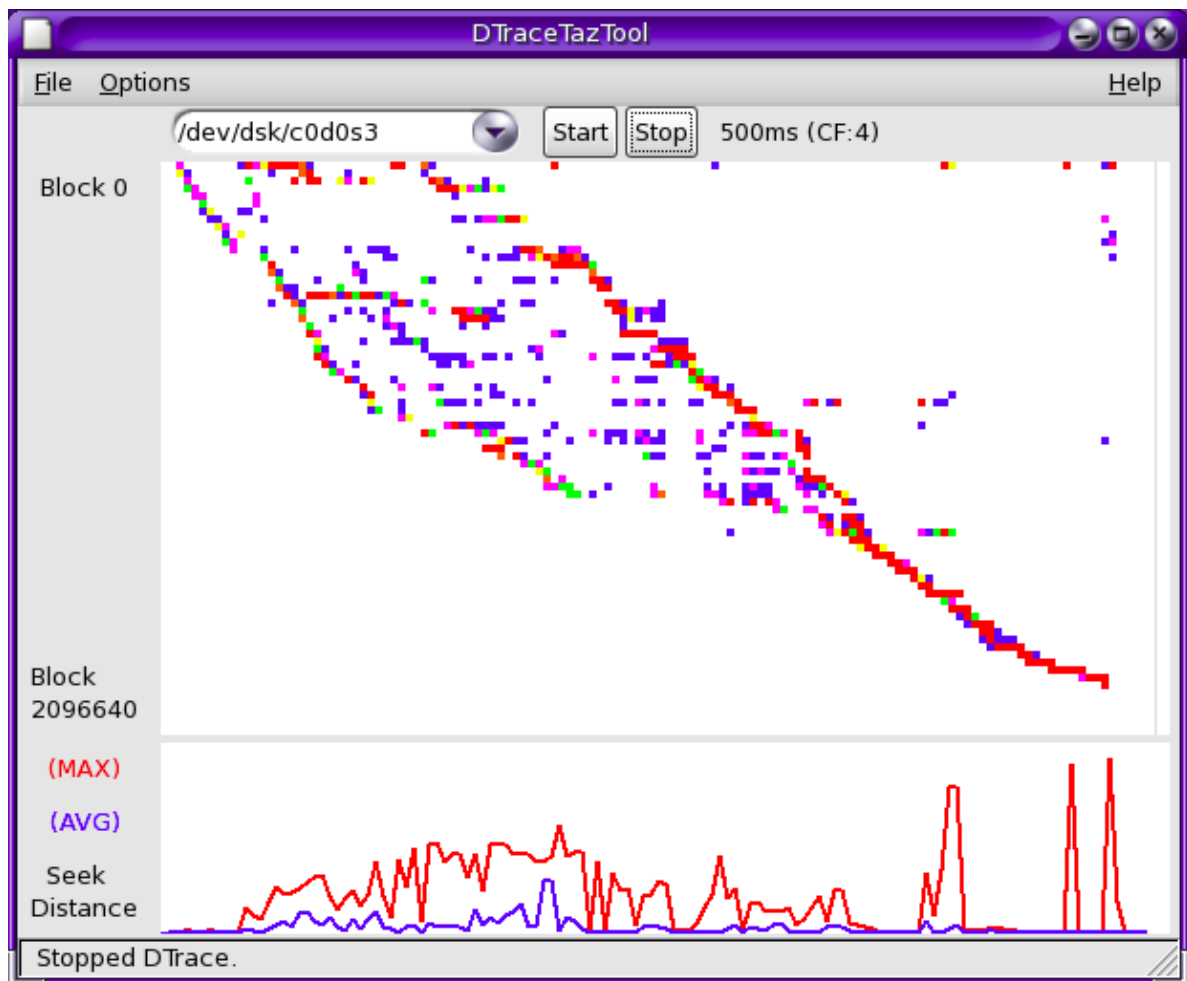 DTraceTazTool
File Options Help
/dev/dsk/c0d0s3 Start Stop 500ms (CF:4)
Block 0
Block
2096640
(MAX)
(AVG)
Seek
Distance
Stopped DTrace.